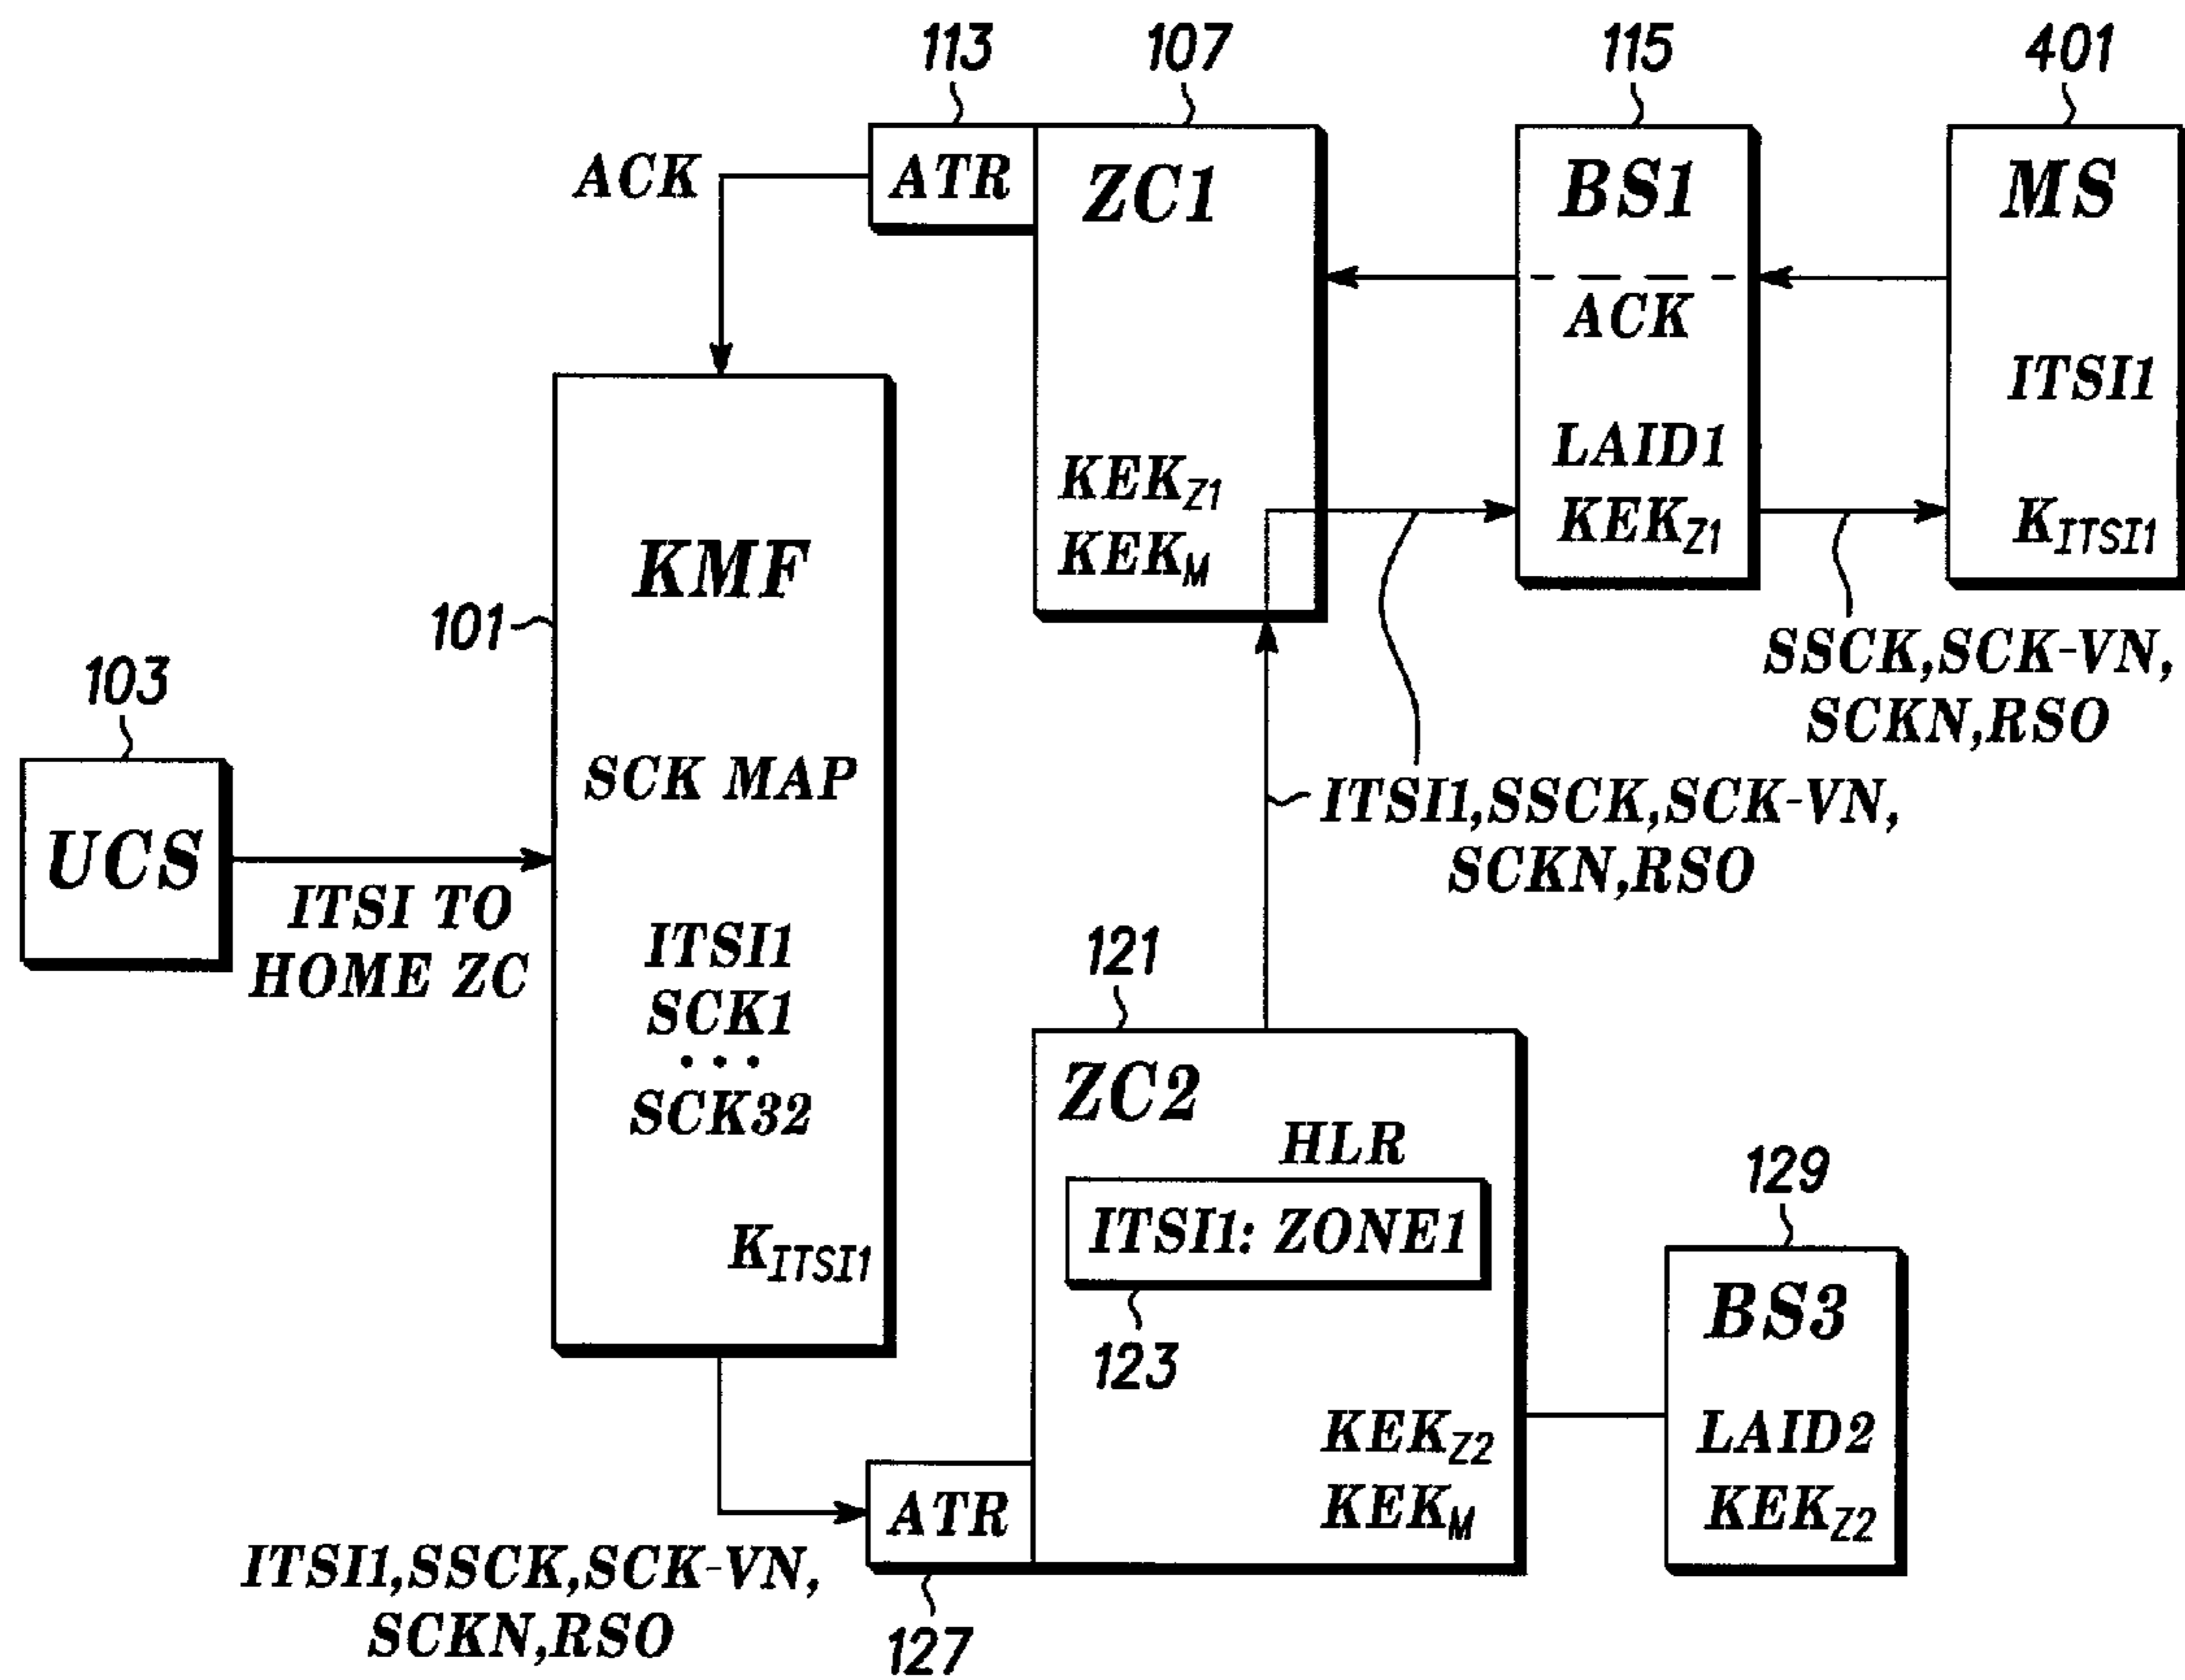 113
107
115
401
ACK
ATR
ZC1
BS1
MS
ACK
ITSI1
LAID1
KEKZ1
KEKZ1
KITSI1
KEKM
101
KMF
SSCK,SCK-VN,
SCKN,RSO
103
SCK MAP
ITSI1,SSCK,SCK-VN,
SCKN,RSO
UCS
ITSI TO
HOME ZC
ITSI1
SCK1
...
SCK32
KITSI1
121
ZC2
HLR
ITSI1: ZONE1
123
129
BS3
LAID2
KEKZ2
KEKZ2
KEKM
ATR
127
ITSI1,SSCK,SCK-VN,
SCKN,RSO